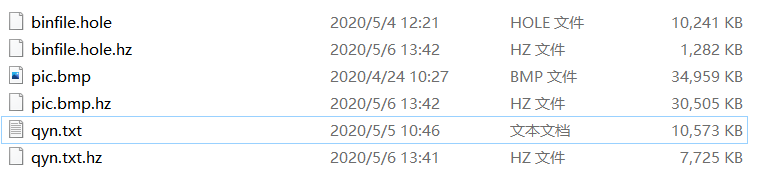 binfile.hole 2020/5/4 12:21 HOLE 文件 10,241 KB
binfile.hole.hz 2020/5/6 13:42 HZ 文件 1,282 KB
pic.bmp 2020/4/24 10:27 BMP 文件 34,959 KB
pic.bmp.hz 2020/5/6 13:42 HZ 文件 30,505 KB
qyn.txt 2020/5/5 10:46 文本文档 10,573 KB
qyn.txt.hz 2020/5/6 13:41 HZ 文件 7,725 KB